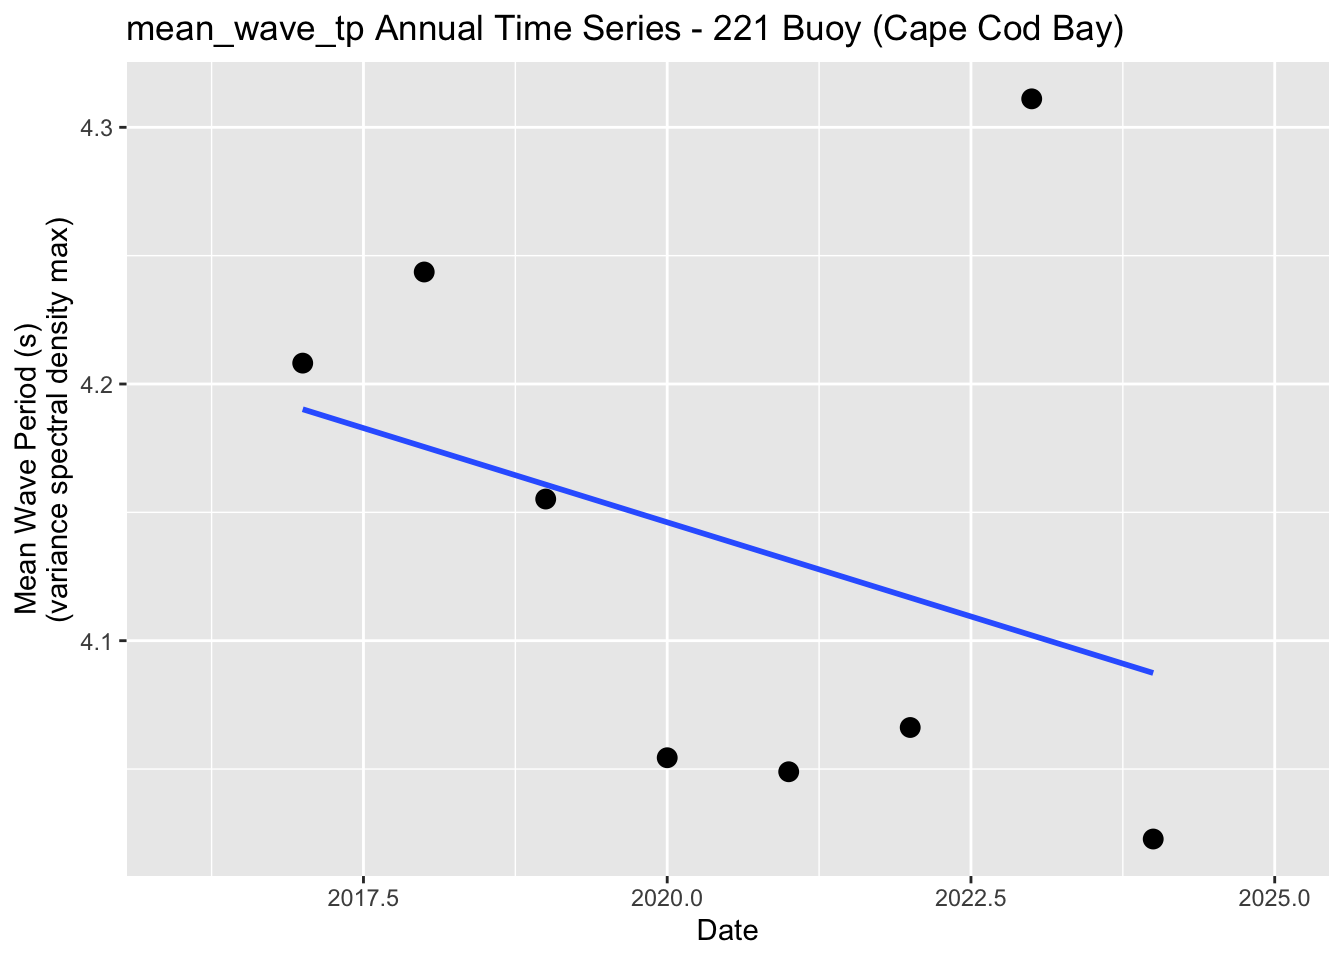 mean_wave_tp Annual Time Series - 221 Buoy (Cape Cod Bay)
Mean Wave Period (s)
(variance spectral density max)
4.3
4.2
4.1
2017.5
2020.0
2022.5
2025.0
Date